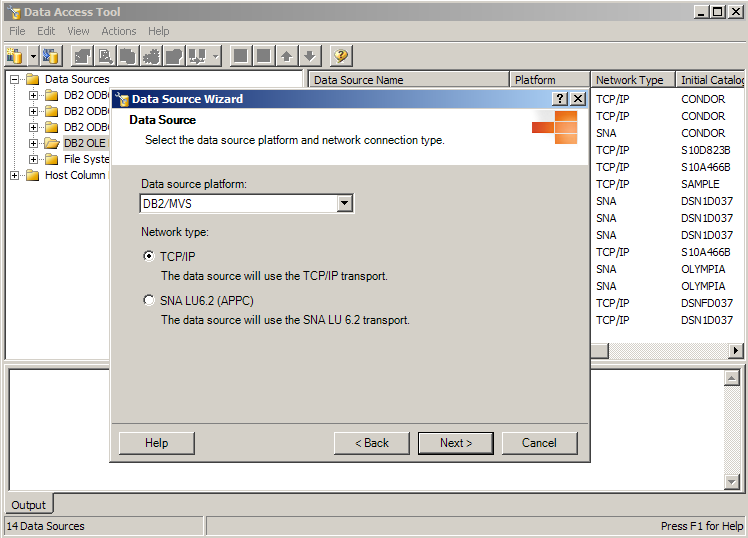 Data Access Tool
File Edit View Actions Help
Data Sources
DB2 ODBC
DB2 ODBC
DB2 ODBC
DB2 OLE
File Syste
Host Column
Data Source Name Platform Network Type Initial Catalog
TCP/IP CONDOR
TCP/IP CONDOR
SNA CONDOR
TCP/IP S10D823B
TCP/IP S10A466B
TCP/IP SAMPLE
SNA DSN1D037
SNA DSN1D037
SNA DSN1D037
TCP/IP S10A466B
SNA OLYMPIA
SNA OLYMPIA
TCP/IP DSNFD037
TCP/IP DSN1D037
Data Source Wizard
Data Source
Select the data source platform and network connection type.
Data source platform:
DB2/MVS
Network type:
TCP/IP
The data source will use the TCP/IP transport.
SNA LU6.2 (APPC)
The data source will use the SNA LU 6.2 transport.
Help < Back Next > Cancel
Output
14 Data Sources Press F1 for Help